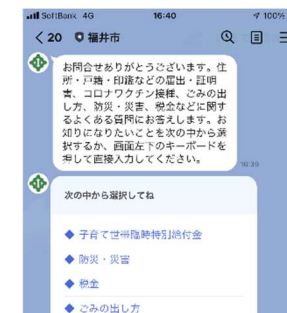 SoftBank 4G 16:40 100%
20 福井市
お問合せありがとうございます。住
所・戸籍・印鑑などの届出・証明
書、コロナワクチン接種、ごみの出
し方、防災・災害、税金などに関す
るよくある質問にお答えします。お
知りになりたいことを次の中から選
択するか、画面左下のキーボードを
押して直接入力してください。
16:39
次の中から選択してね
子育て世帯臨時特別給付金
防災・災害
税金
ごみの出し方